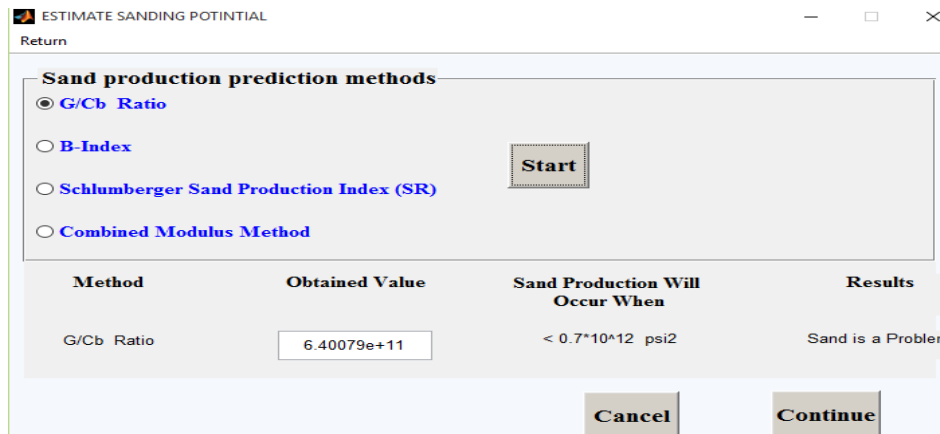 ESTIMATE SANDING POTINTIAL
Return
Sand production prediction methods
G/Cb Ratio
B-Index
Schlumberger Sand Production Index (SR)
Combined Modulus Method
Start
Method Obtained Value Sand Production Will Occur When Results
G/Cb Ratio 6.40079e+11 < 0.7*10^12 psi2 Sand is a Probler
Cancel Continue